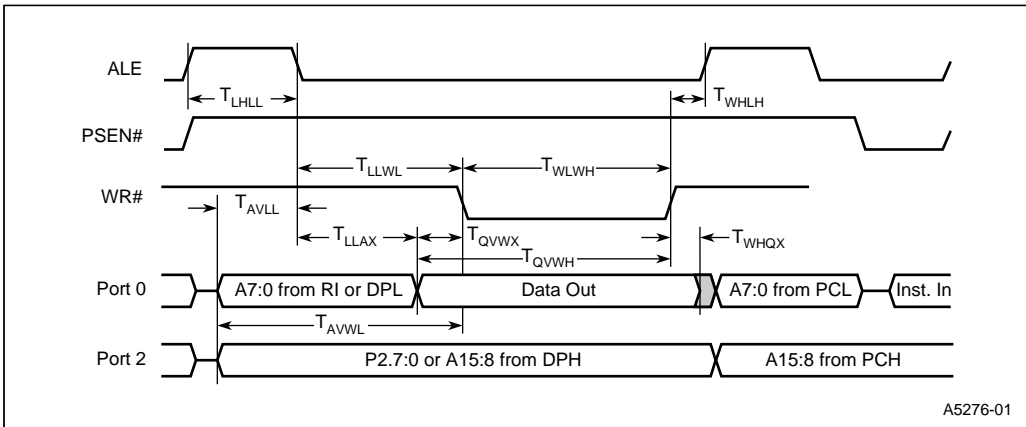 ALE
T_LHLL
T_WHLH
PSEN#
T_LLWL
T_WLWH
WR#
T_AVLL
T_LLAX
T_QVWX
T_WHQX
T_QVWH
Port 0
A7:0 from RI or DPL
Data Out
A7:0 from PCL
Inst. In
T_AVWL
Port 2
P2.7:0 or A15:8 from DPH
A15:8 from PCH
A5276-01